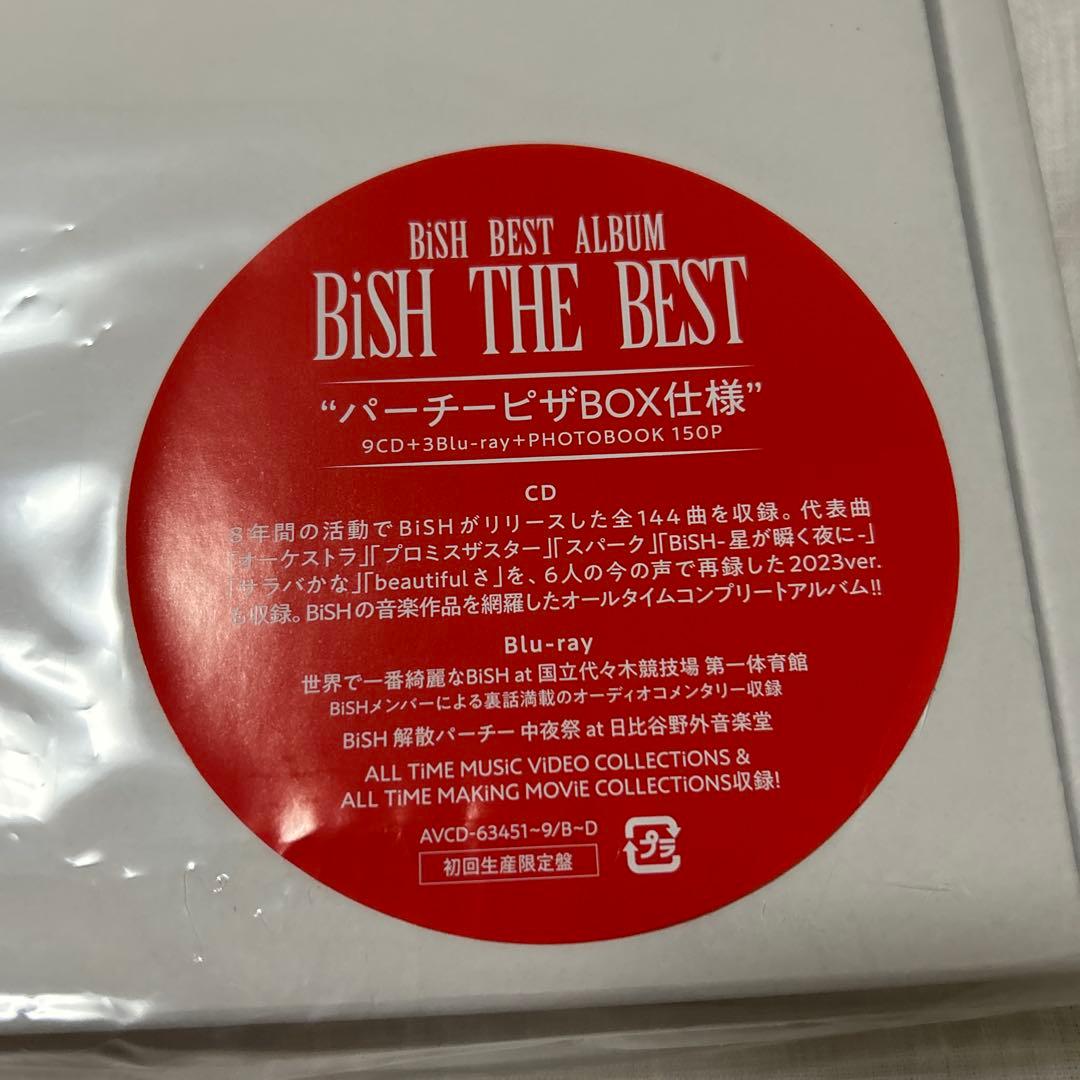 BiSH BEST ALBUM
BiSH THE BEST
“パーチーピザBOX仕様”
9CD+3Blu-ray+PHOTOBOOK 150P
CD
8年間の活動でBiSHがリリースした全144曲を収録。代表曲
「オーケストラ」「プロミスザスター」「スパーク」「BiSH-星が瞬く夜に-」
「サラバかな」「beautifulさ」を、6人の今の声で再録した2023ver.
も収録。BiSHの音楽作品を網羅したオールタイムコンプリートアルバム!!
Blu-ray
世界で一番綺麗なBiSH at 国立代々木競技場 第一体育館
BiSHメンバーによる裏話満載のオーディオコメンタリー収録
BiSH 解散パーチー 中夜祭 at 日比谷野外音楽堂
ALL TiME MUSiC ViDEO COLLECTiONS &
ALL TiME MAKiNG MOViE COLLECTiONS収録!
AVCD-63451~9/B~D
プラ
初回生産限定盤